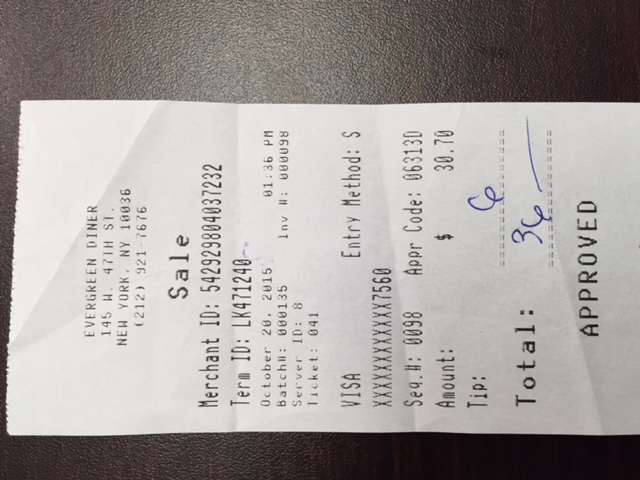 EVERGREEN DINER
145 W. 47TH ST.
NEW YORK, NY 10036
(212) 921-7676
Sale
Merchant ID: 542929804037232
Term ID: LK471240
October 20, 2015 01:36 PM
Batch#: 000135 Inv #: 000098
Server ID: 8
Ticket: 041
VISA Entry Method: S
XXXXXXXXXXXX7560
Seq.#: 0098 Appr Code: 06313D
Amount: $ 30.70
Tip: 6
Total: 36 —
APPROVED